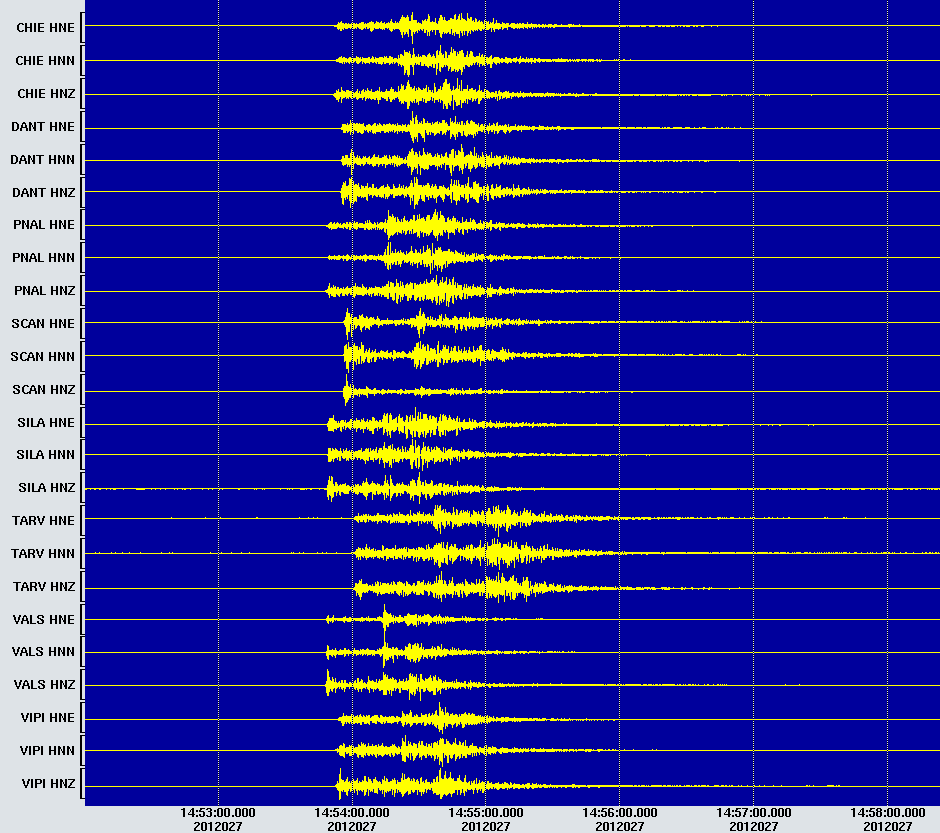 CHIE HNE
CHIE HNN
CHIE HNZ
DANT HNE
DANT HNN
DANT HNZ
PNAL HNE
PNAL HNN
PNAL HNZ
SCAN HNE
SCAN HNN
SCAN HNZ
SILA HNE
SILA HNN
SILA HNZ
TARV HNE
TARV HNN
TARV HNZ
VALS HNE
VALS HNN
VALS HNZ
VIPI HNE
VIPI HNN
VIPI HNZ
14:53:00.000 14:54:00.000 14:55:00.000 14:56:00.000 14:57:00.000 14:58:00.000
2012027 2012027 2012027 2012027 2012027 2012027